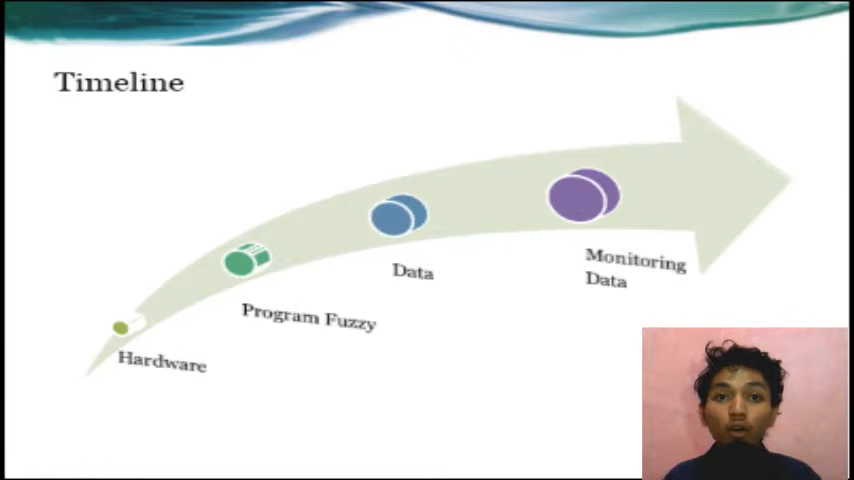 Timeline
Hardware
Program Fuzzy
Data
Monitoring
Data